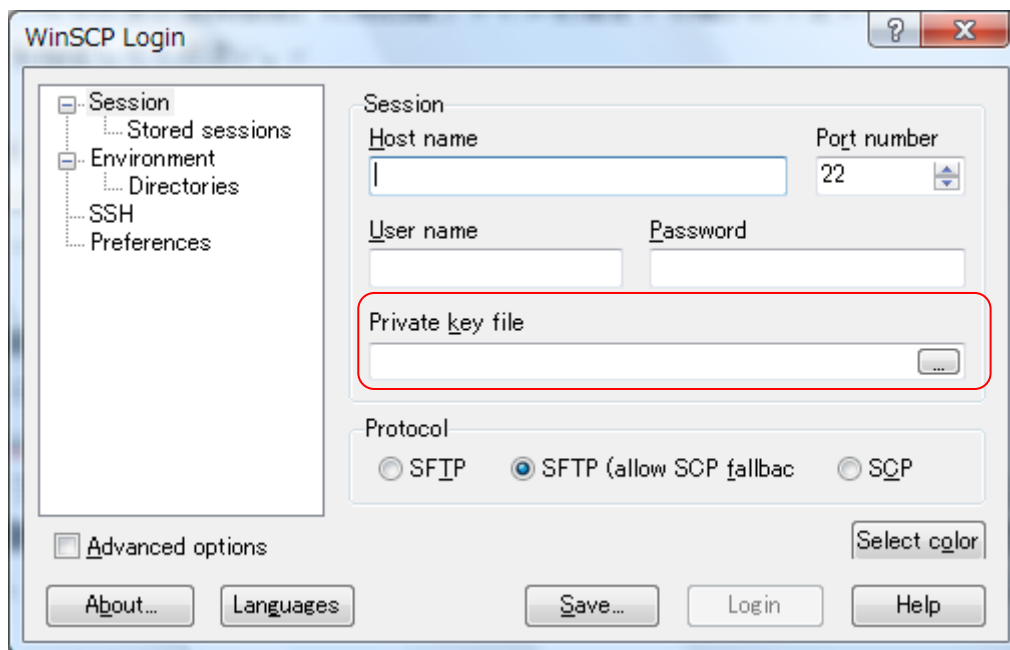 WinSCP Login
Session
Stored sessions
Environment
Directories
SSH
Preferences
Session
Host name
Port number
22
User name
Password
Private key file
...
Protocol
SFTP
SFTP (allow SCP fallbac
SCP
Advanced options
Select color
About...
Languages
Save...
Login
Help